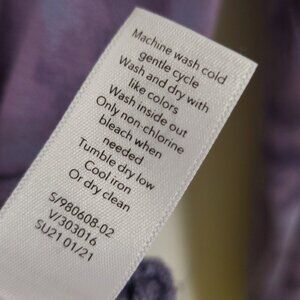 Machine wash cold
gentle cycle
Wash and dry with
like colors
Wash inside out
Only non-chlorine
bleach when
needed
Tumble dry low
Cool iron
Or dry clean
S/980608-02
V/303016
SU21 01/21